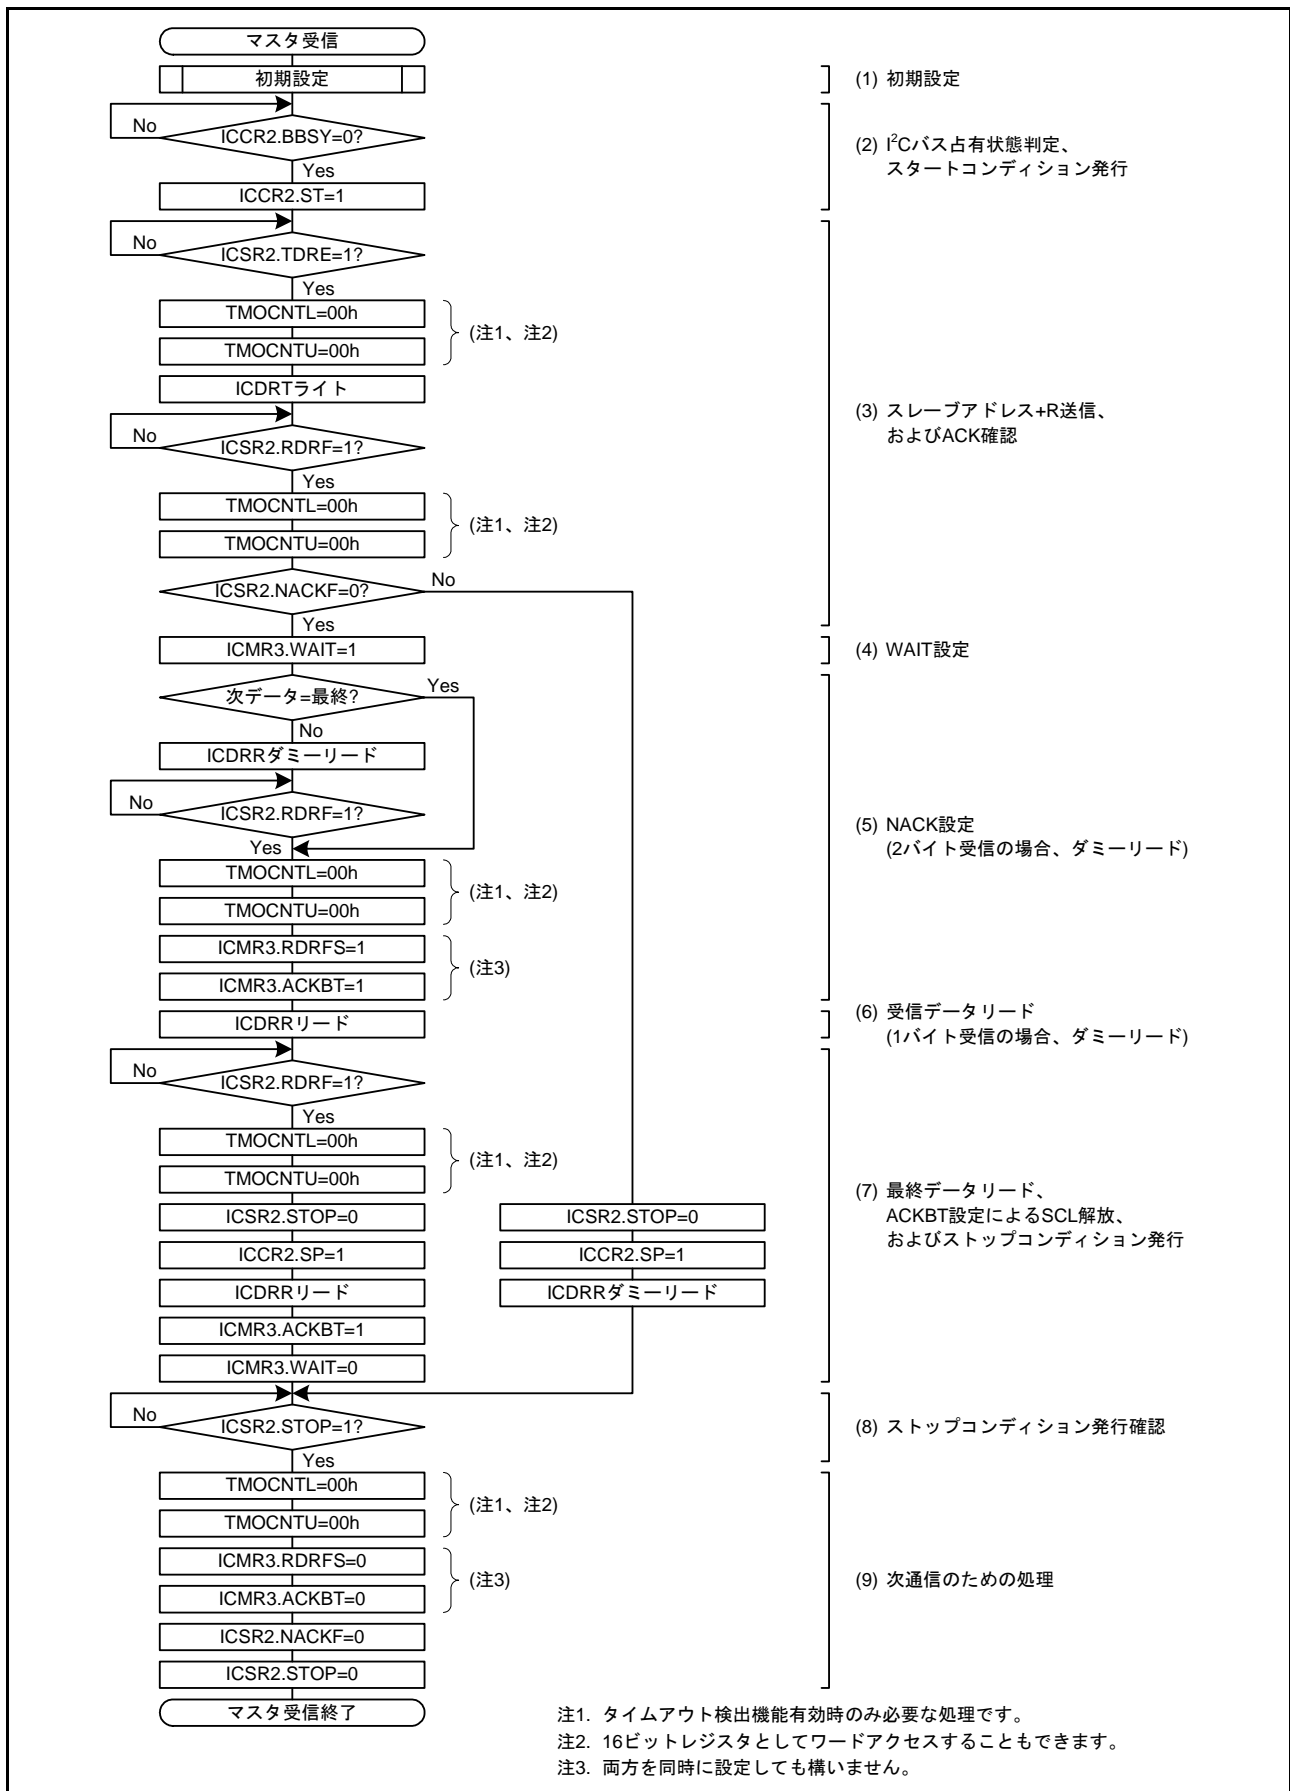 マスタ受信
初期設定
(1) 初期設定
No
ICCR2.BBSY=0?
Yes
ICCR2.ST=1
(2) I²Cバス占有状態判定、
スタートコンディション発行
No
ICSR2.TDRE=1?
Yes
TMOCNTL=00h
TMOCNTU=00h
(注1、注2)
ICDRTライト
No
ICSR2.RDRF=1?
Yes
(3) スレーブアドレス+R送信、
およびACK確認
TMOCNTL=00h
TMOCNTU=00h
(注1、注2)
ICSR2.NACKF=0?
No
Yes
ICMR3.WAIT=1
(4) WAIT設定
次データ=最終?
Yes
No
ICDRRダミーリード
No
ICSR2.RDRF=1?
Yes
(5) NACK設定
(2バイト受信の場合、ダミーリード)
TMOCNTL=00h
TMOCNTU=00h
(注1、注2)
ICMR3.RDRFS=1
ICMR3.ACKBT=1
(注3)
ICDRRリード
(6) 受信データリード
(1バイト受信の場合、ダミーリード)
No
ICSR2.RDRF=1?
Yes
TMOCNTL=00h
TMOCNTU=00h
(注1、注2)
ICSR2.STOP=0
ICCR2.SP=1
ICDRRリード
ICMR3.ACKBT=1
ICMR3.WAIT=0
ICSR2.STOP=0
ICCR2.SP=1
ICDRRダミーリード
(7) 最終データリード、
ACKBT設定によるSCL解放、
およびストップコンディション発行
No
ICSR2.STOP=1?
Yes
(8) ストップコンディション発行確認
TMOCNTL=00h
TMOCNTU=00h
(注1、注2)
ICMR3.RDRFS=0
ICMR3.ACKBT=0
(注3)
ICSR2.NACKF=0
ICSR2.STOP=0
(9) 次通信のための処理
マスタ受信終了
注1. タイムアウト検出機能有効時のみ必要な処理です。
注2. 16ビットレジスタとしてワードアクセスすることもできます。
注3. 両方を同時に設定しても構いません。